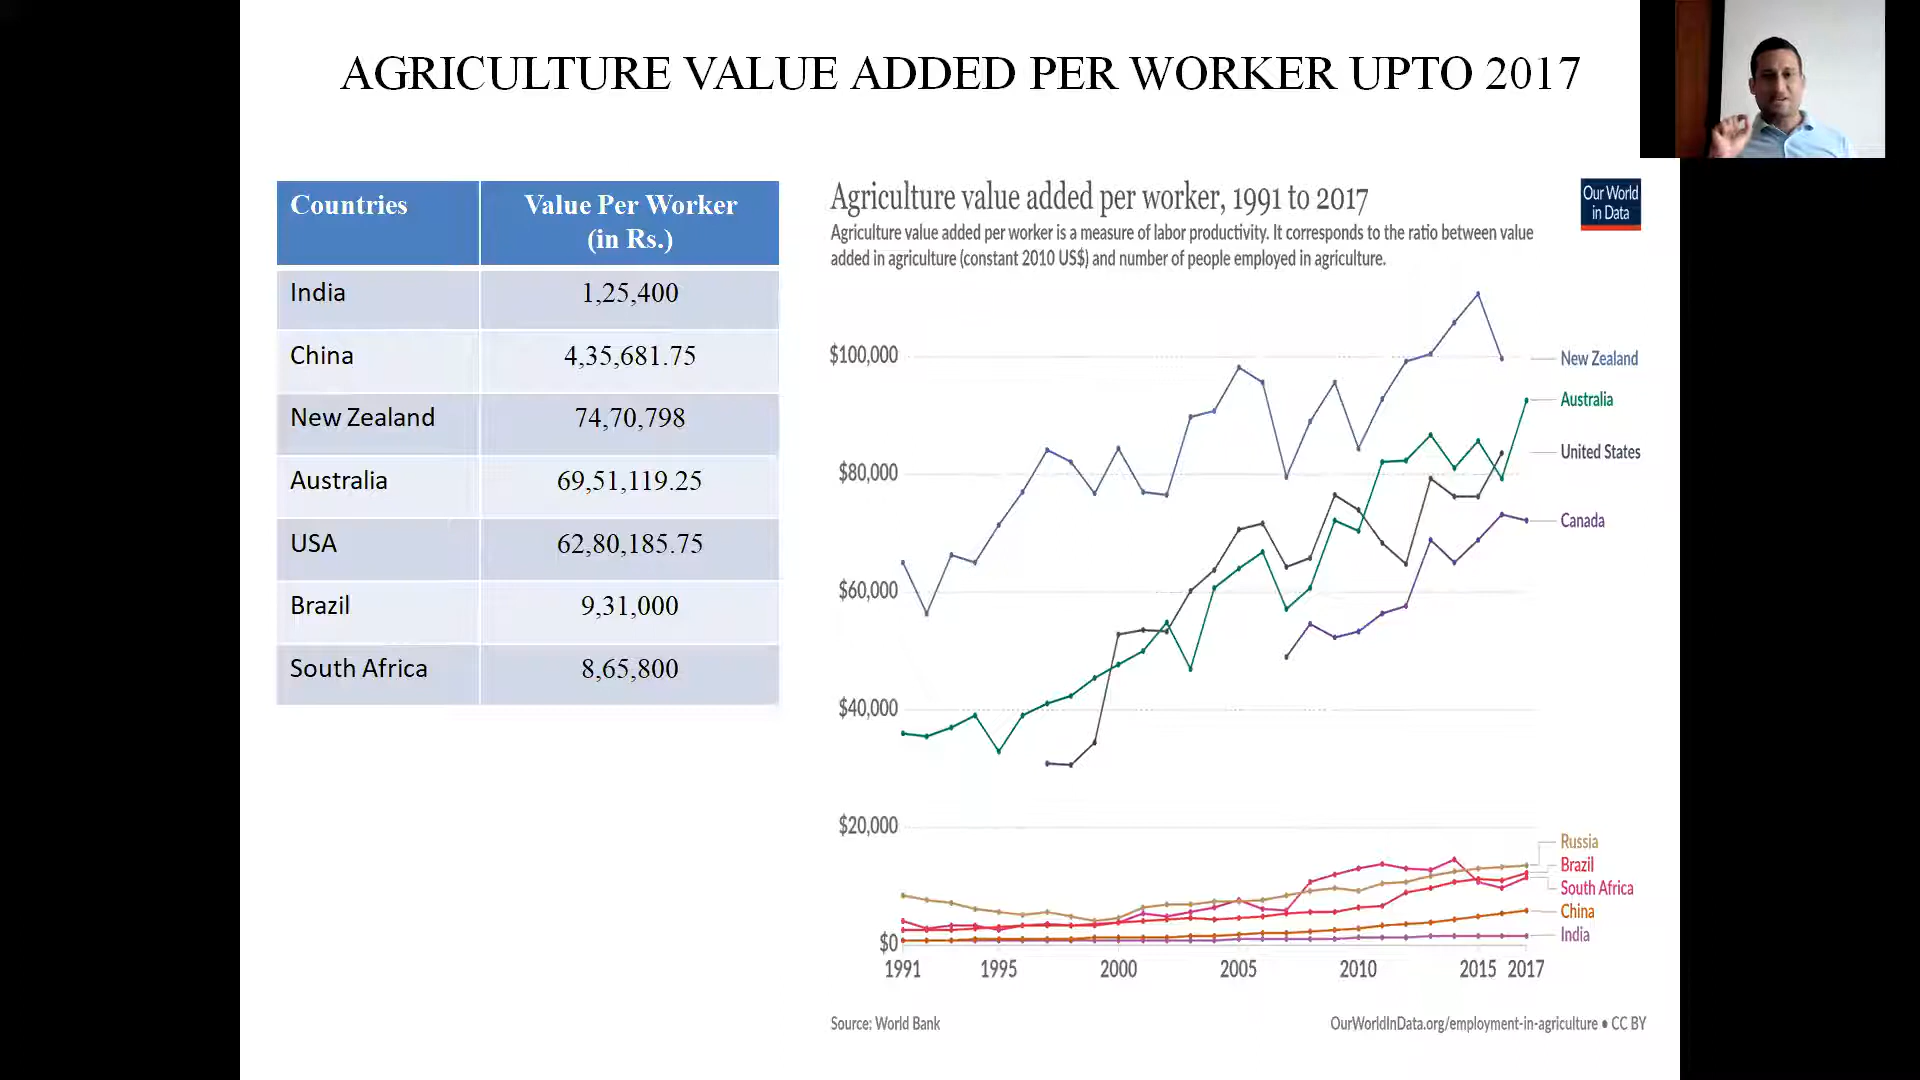 AGRICULTURE VALUE ADDED PER WORKER UPTO 2017
Countries
Value Per Worker
(in Rs.)
India
1,25,400
China
4,35,681.75
New Zealand
74,70,798
Australia
69,51,119.25
USA
62,80,185.75
Brazil
9,31,000
South Africa
8,65,800
Agriculture value added per worker, 1991 to 2017
Our World
in Data
Agriculture value added per worker is a measure of labor productivity. It corresponds to the ratio between value
added in agriculture (constant 2010 US$) and number of people employed in agriculture.
$100,000
$80,000
$60,000
$40,000
$20,000
$0
New Zealand
Australia
United States
Canada
Russia
Brazil
South Africa
China
India
1991
1995
2000
2005
2010
2015
2017
Source: World Bank
OurWorldInData.org/employment-in-agriculture • CC BY